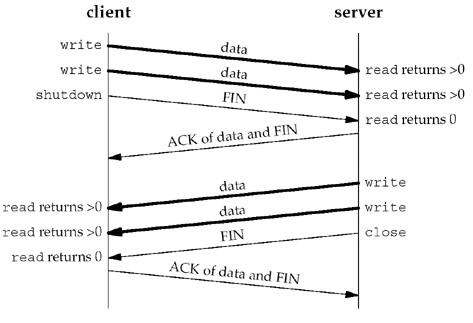 client server
write data
read returns >0
write data
read returns >0
shutdown FIN
read returns 0
ACK of data and FIN
data write
read returns >0
data write
read returns >0
FIN close
read returns 0
ACK of data and FIN